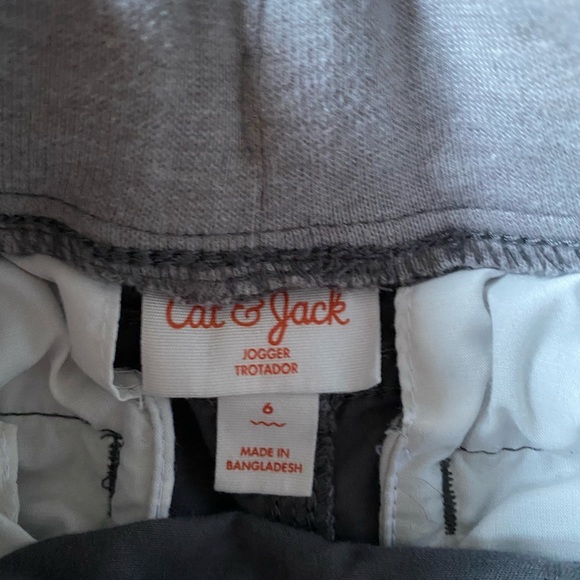 Cat & Jack
JOGGER
TROTADOR
6
MADE IN
BANGLADESH